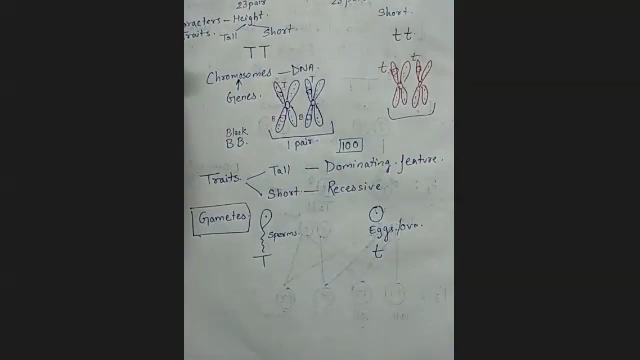 23 pair
Characters - Height
Traits. Tall Short
TT
Short.
tt.
Chromosomes — DNA.
Genes.
T T
t t
Black
BB.
B B
1 pair
100
Traits. Tall — Dominating feature.
Short — Recessive
Gametes
Sperms.
T
Eggs/ova.
t